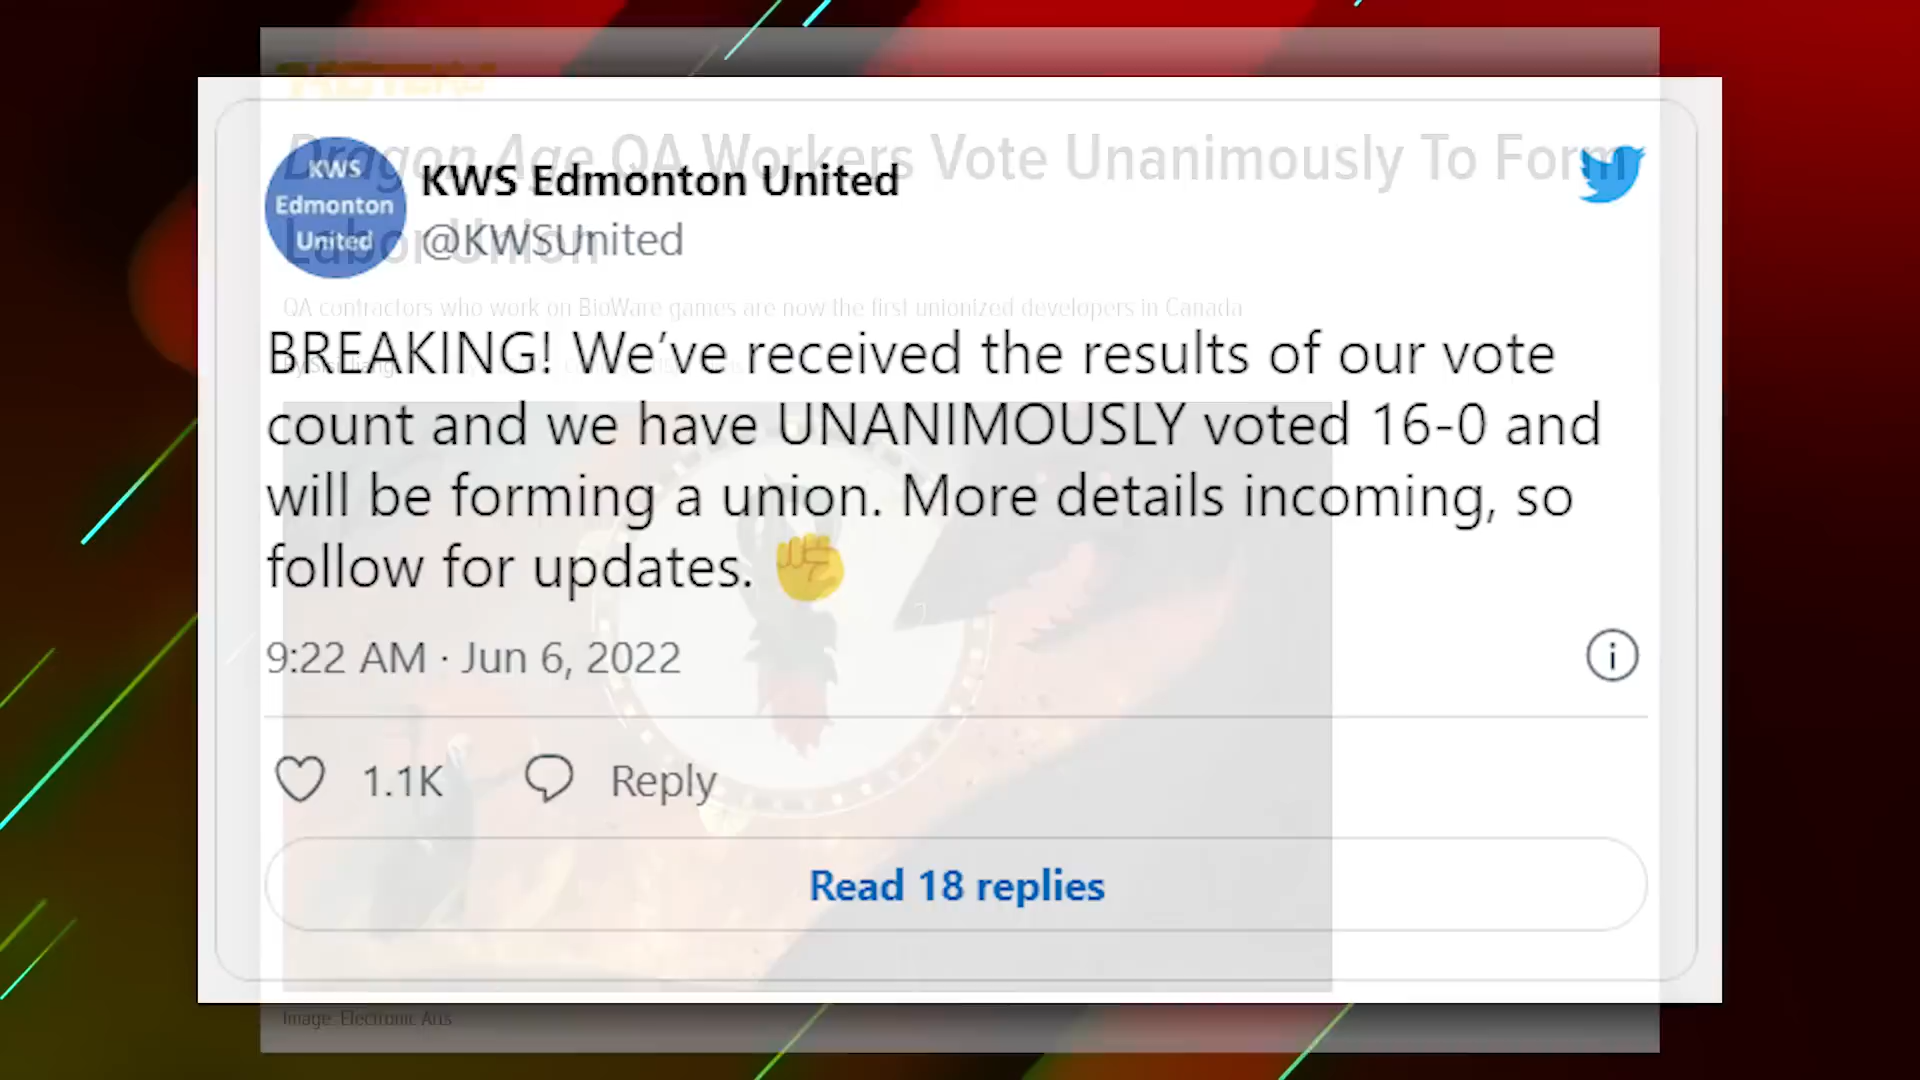 KOTAKU
Dragon Age QA Workers Vote Unanimously To Form
Labor Union
QA contractors who work on BioWare games are now the first unionized developers in Canada
KWS
Edmonton
United
KWS Edmonton United
@KWSUnited
BREAKING! We've received the results of our vote
count and we have UNANIMOUSLY voted 16-0 and
will be forming a union. More details incoming, so
follow for updates. ✊
9:22 AM · Jun 6, 2022
1.1K
Reply
Read 18 replies
Image: Electronic Arts